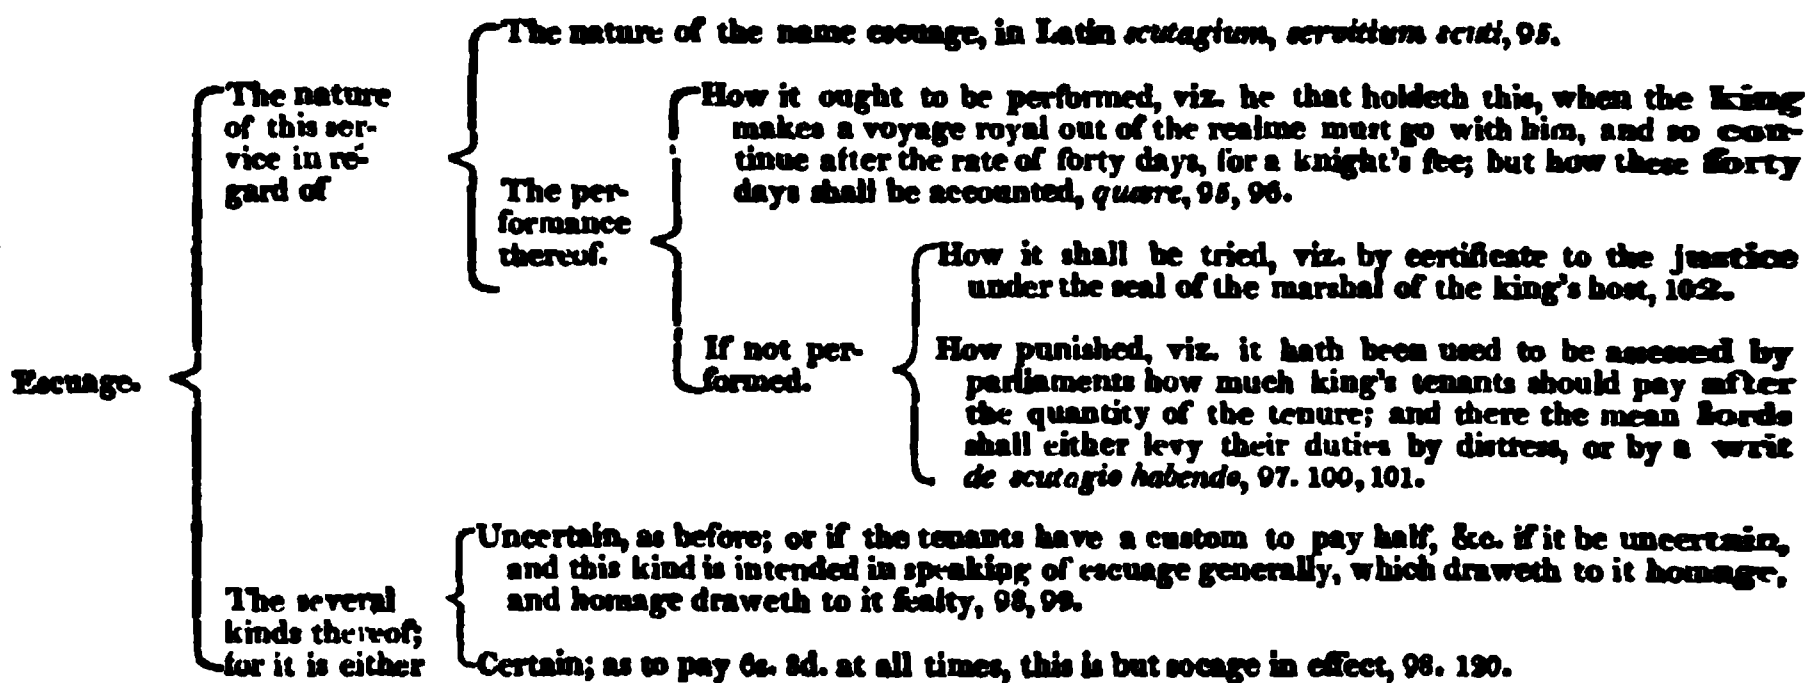 Escuage.
The nature
of this ser-
vice in re-
gard of
The nature of the name escuage, in Latin scutagium, servitium scuti, 95.
The per-
formance
thereof.
How it ought to be performed, viz. he that holdeth this, when the king
makes a voyage royal out of the realme must go with him, and so con-
tinue after the rate of forty days, for a knight's fee; but how these forty
days shall be accounted, quære, 95, 96.
If not per-
formed.
How it shall be tried, viz. by certificate to the justice
under the seal of the marshal of the king's host, 102.
How punished, viz. it hath been used to be assessed by
parliaments how much king's tenants should pay after
the quantity of the tenure; and there the mean lords
shall either levy their duties by distress, or by a writ
de scutagio habendo, 97. 100, 101.
The several
kinds thereof;
for it is either
Uncertain, as before; or if the tenants have a custom to pay half, &c. if it be uncertain,
and this kind is intended in speaking of escuage generally, which draweth to it homage,
and homage draweth to it fealty, 98, 99.
Certain; as to pay 6s. 8d. at all times, this is but socage in effect, 98. 120.